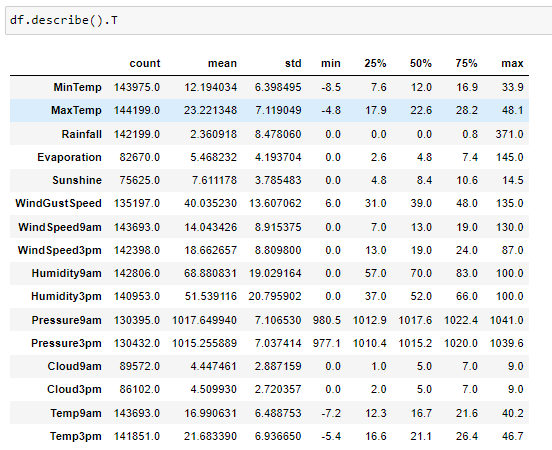 df.describe().T
count mean std min 25% 50% 75% max
MinTemp 143975.0 12.194034 6.398495 -8.5 7.6 12.0 16.9 33.9
MaxTemp 144199.0 23.221348 7.119049 -4.8 17.9 22.6 28.2 48.1
Rainfall 142199.0 2.360918 8.478060 0.0 0.0 0.0 0.8 371.0
Evaporation 82670.0 5.468232 4.193704 0.0 2.6 4.8 7.4 145.0
Sunshine 75625.0 7.611178 3.785483 0.0 4.8 8.4 10.6 14.5
WindGustSpeed 135197.0 40.035230 13.607062 6.0 31.0 39.0 48.0 135.0
WindSpeed9am 143693.0 14.043426 8.915375 0.0 7.0 13.0 19.0 130.0
WindSpeed3pm 142398.0 18.662657 8.809800 0.0 13.0 19.0 24.0 87.0
Humidity9am 142806.0 68.880831 19.029164 0.0 57.0 70.0 83.0 100.0
Humidity3pm 140953.0 51.539116 20.795902 0.0 37.0 52.0 66.0 100.0
Pressure9am 130395.0 1017.649940 7.106530 980.5 1012.9 1017.6 1022.4 1041.0
Pressure3pm 130432.0 1015.255889 7.037414 977.1 1010.4 1015.2 1020.0 1039.6
Cloud9am 89572.0 4.447461 2.887159 0.0 1.0 5.0 7.0 9.0
Cloud3pm 86102.0 4.509930 2.720357 0.0 2.0 5.0 7.0 9.0
Temp9am 143693.0 16.990631 6.488753 -7.2 12.3 16.7 21.6 40.2
Temp3pm 141851.0 21.683390 6.936650 -5.4 16.6 21.1 26.4 46.7